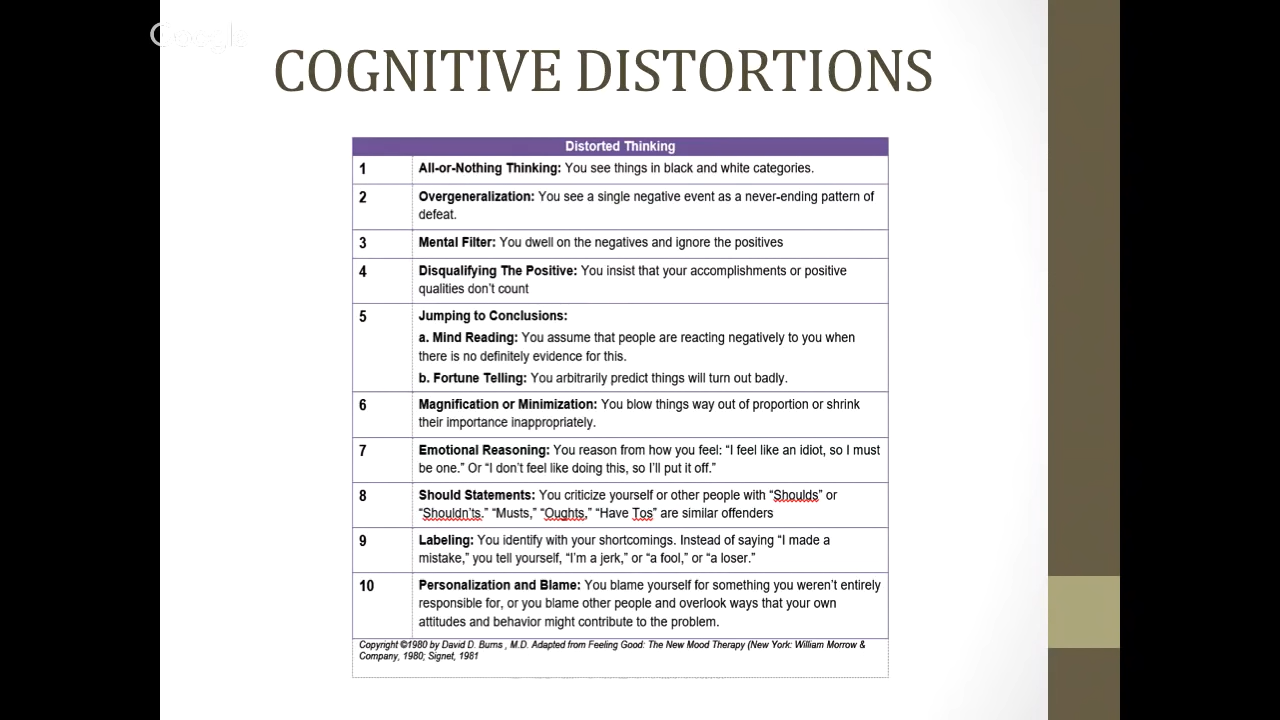 Google
COGNITIVE DISTORTIONS
Distorted Thinking
1
All-or-Nothing Thinking: You see things in black and white categories.
2
Overgeneralization: You see a single negative event as a never-ending pattern of
defeat.
3
Mental Filter: You dwell on the negatives and ignore the positives
4
Disqualifying The Positive: You insist that your accomplishments or positive
qualities don't count
5
Jumping to Conclusions:
a. Mind Reading: You assume that people are reacting negatively to you when
there is no definitely evidence for this.
b. Fortune Telling: You arbitrarily predict things will turn out badly.
6
Magnification or Minimization: You blow things way out of proportion or shrink
their importance inappropriately.
7
Emotional Reasoning: You reason from how you feel: “I feel like an idiot, so I must
be one.” Or “I don't feel like doing this, so I'll put it off.”
8
Should Statements: You criticize yourself or other people with “Shoulds” or
“Shouldn'ts.” “Musts,” “Oughts,” “Have Tos” are similar offenders
9
Labeling: You identify with your shortcomings. Instead of saying “I made a
mistake,” you tell yourself, “I'm a jerk,” or “a fool,” or “a loser.”
10
Personalization and Blame: You blame yourself for something you weren't entirely
responsible for, or you blame other people and overlook ways that your own
attitudes and behavior might contribute to the problem.
Copyright ©1980 by David D. Burns , M.D. Adapted from Feeling Good: The New Mood Therapy (New York: William Morrow &
Company, 1980; Signet, 1981